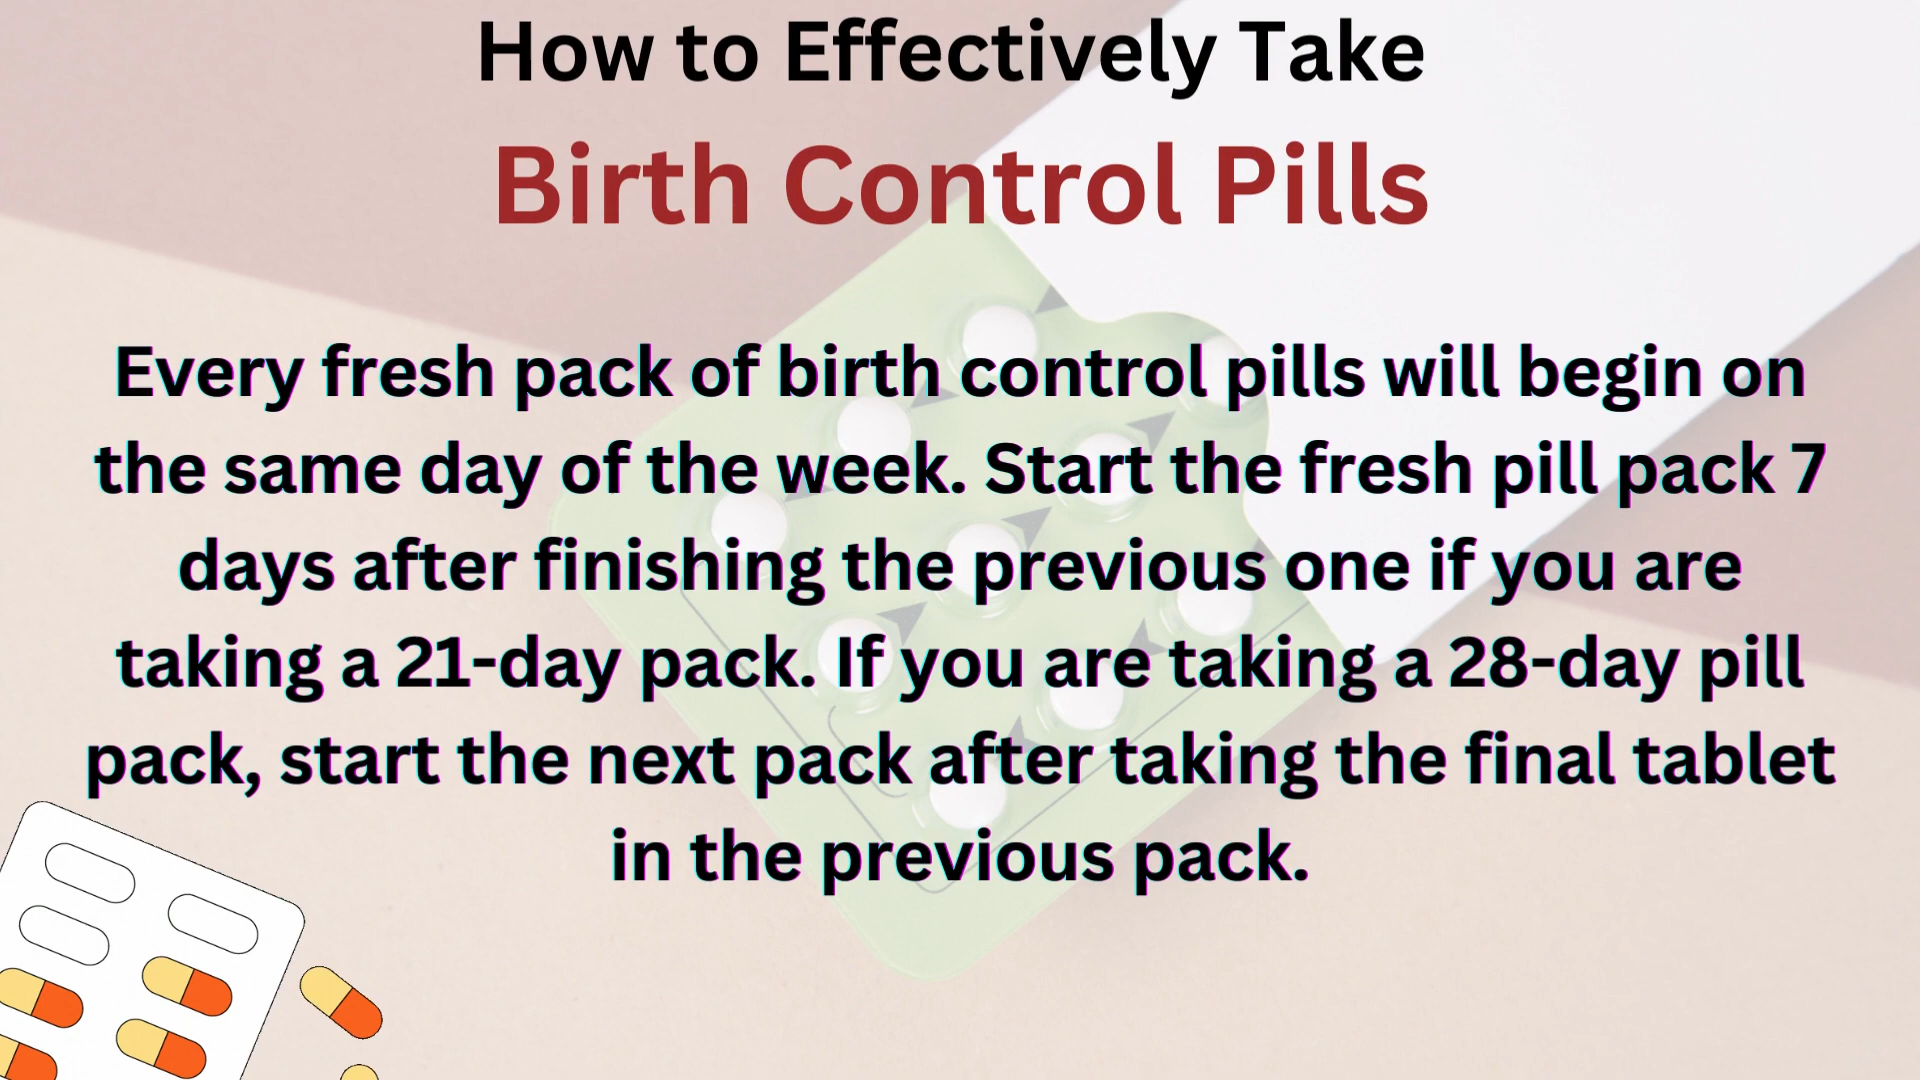 How to Effectively Take
Birth Control Pills
Every fresh pack of birth control pills will begin on
the same day of the week. Start the fresh pill pack 7
days after finishing the previous one if you are
taking a 21-day pack. If you are taking a 28-day pill
pack, start the next pack after taking the final tablet
in the previous pack.